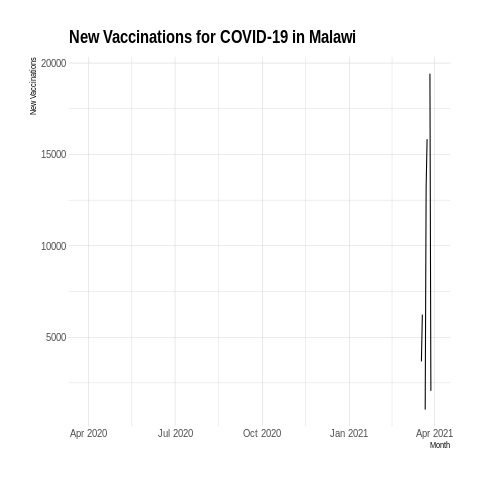 New Vaccinations for COVID-19 in Malawi
New Vaccinations
20000
15000
10000
5000
Apr 2020 Jul 2020 Oct 2020 Jan 2021 Apr 2021
Month